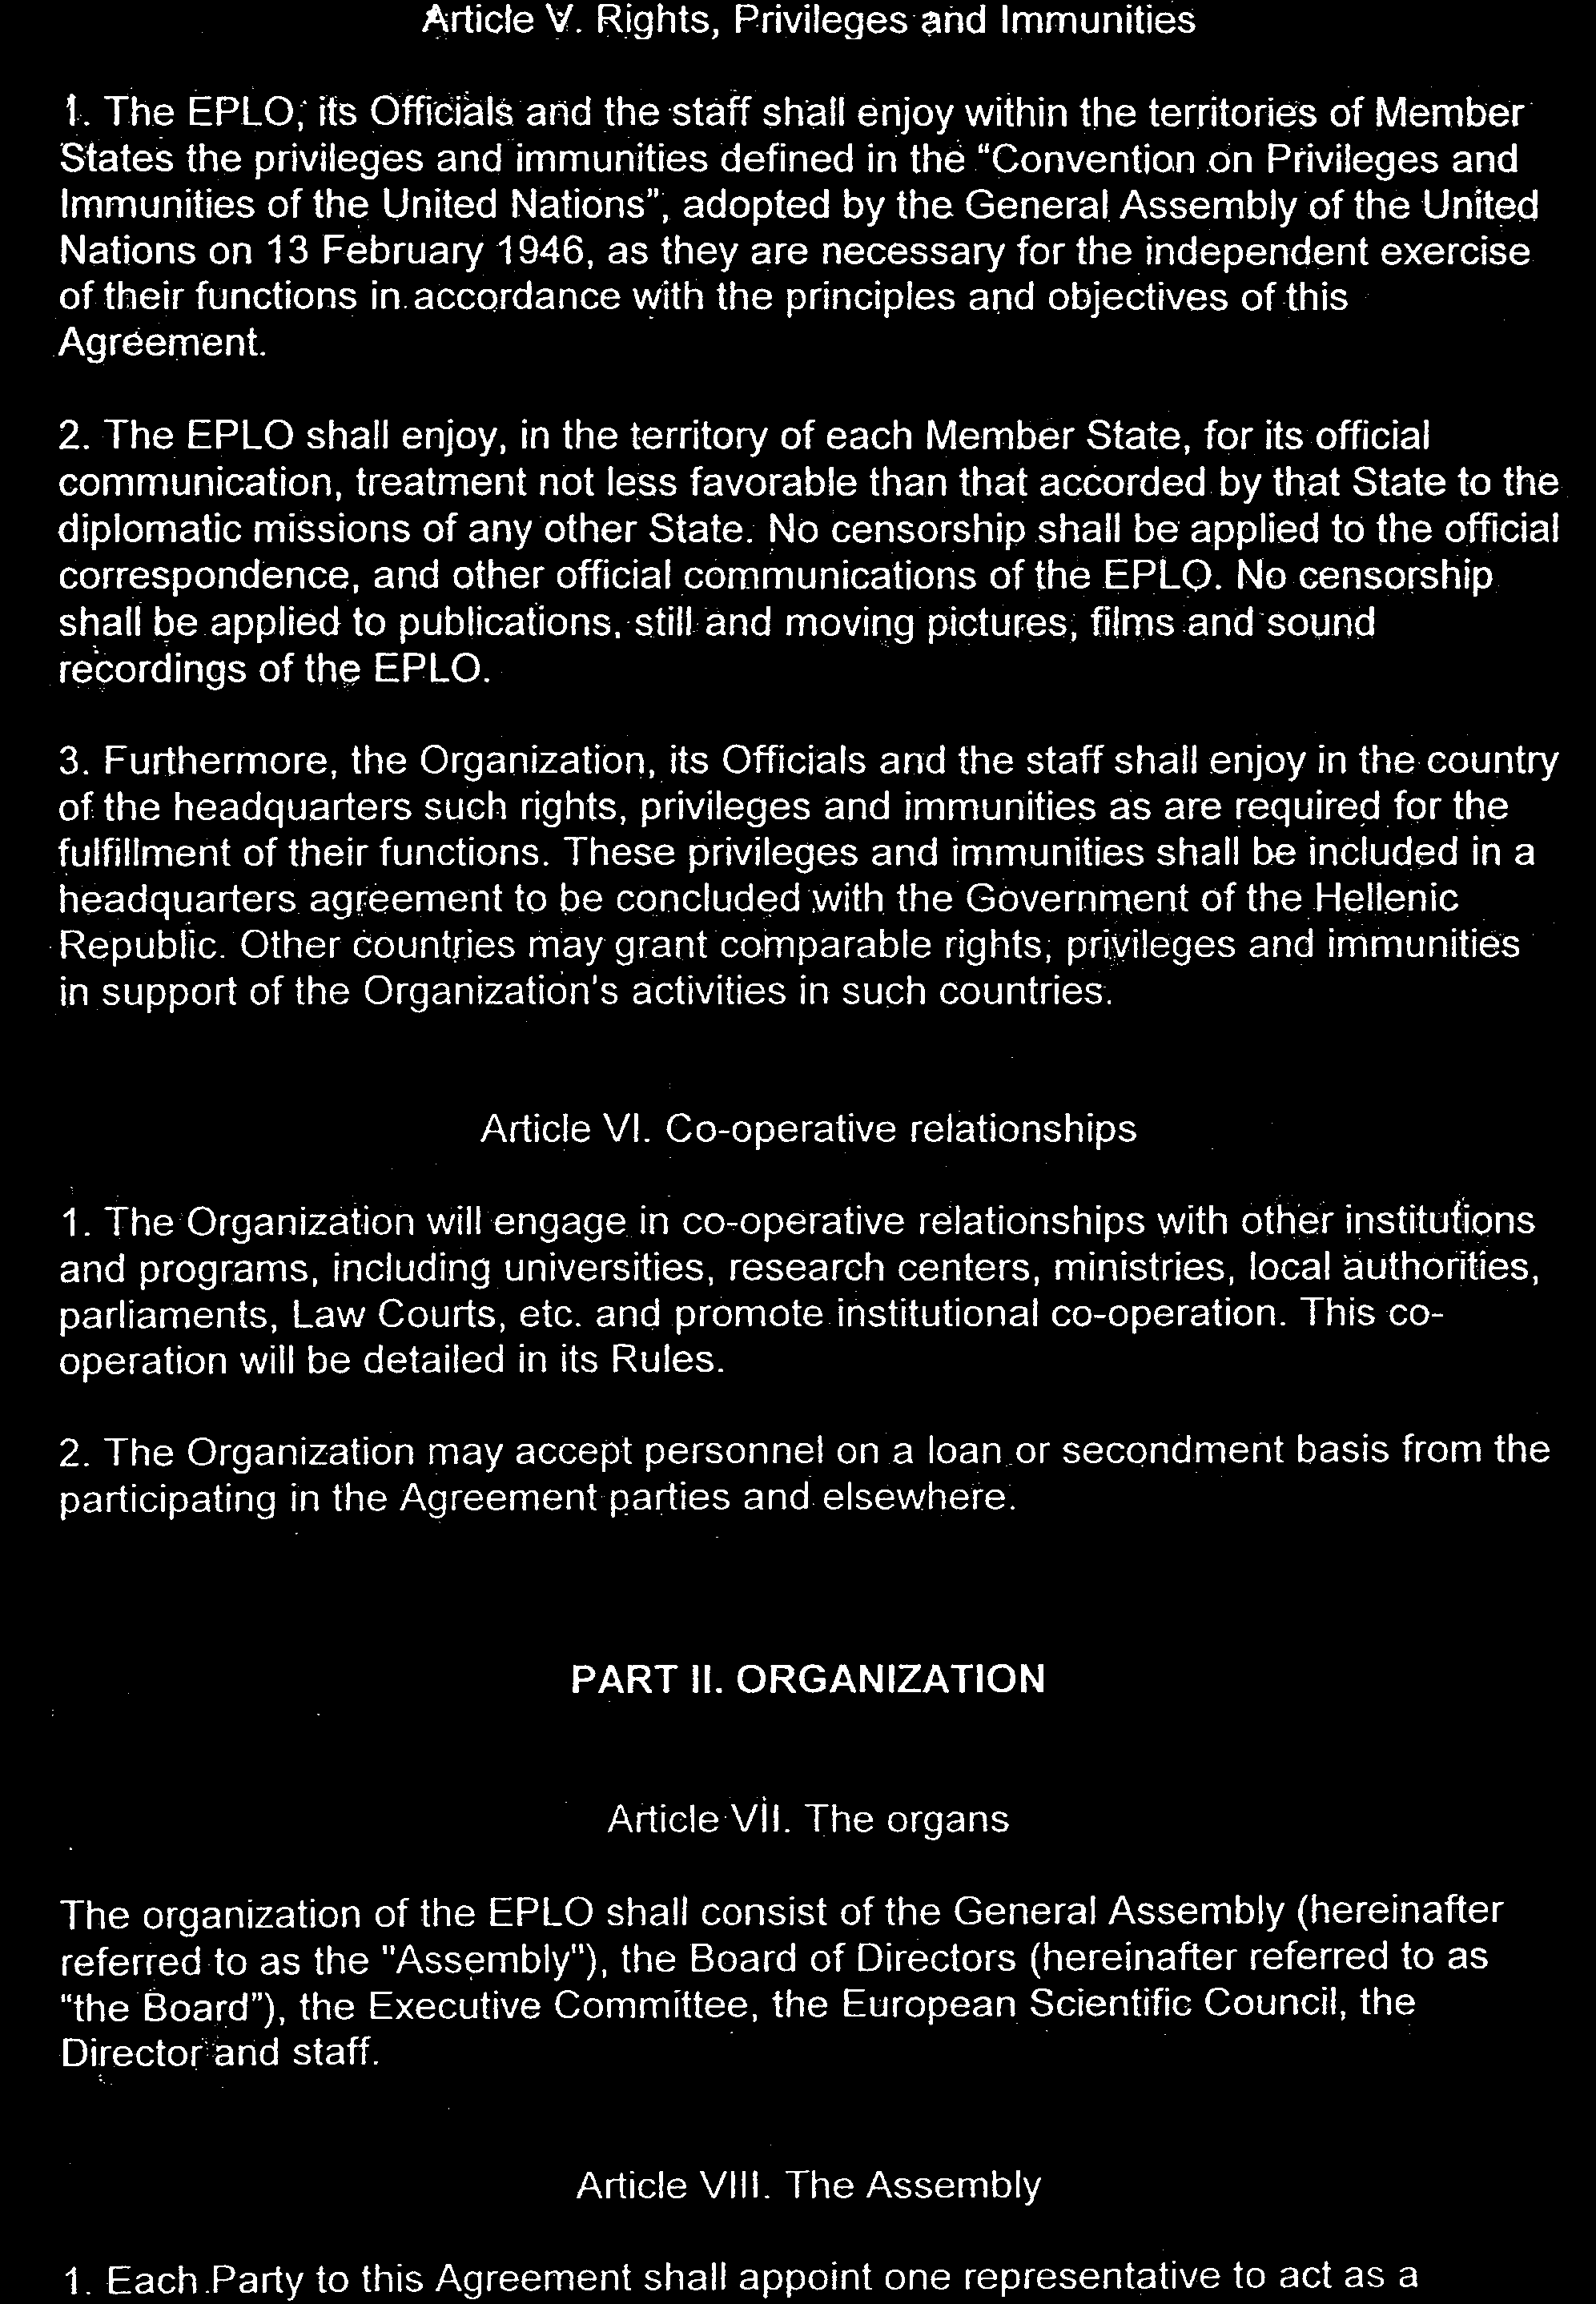 Article V. Rights, Privileges and Immunities
1. The EPLO, its Officials and the staff shall enjoy within the territories of Member
States the privileges and immunities defined in the “Convention on Privileges and
Immunities of the United Nations”, adopted by the General Assembly of the United
Nations on 13 February 1946, as they are necessary for the independent exercise
of their functions in accordance with the principles and objectives of this
Agreement.
2. The EPLO shall enjoy, in the territory of each Member State, for its official
communication, treatment not less favorable than that accorded by that State to the
diplomatic missions of any other State. No censorship shall be applied to the official
correspondence, and other official communications of the EPLO. No censorship
shall be applied to publications, still and moving pictures, films and sound
recordings of the EPLO.
3. Furthermore, the Organization, its Officials and the staff shall enjoy in the country
of the headquarters such rights, privileges and immunities as are required for the
fulfillment of their functions. These privileges and immunities shall be included in a
headquarters agreement to be concluded with the Government of the Hellenic
Republic. Other countries may grant comparable rights, privileges and immunities
in support of the Organization's activities in such countries.
Article VI. Co-operative relationships
1. The Organization will engage in co-operative relationships with other institutions
and programs, including universities, research centers, ministries, local authorities,
parliaments, Law Courts, etc. and promote institutional co-operation. This co-
operation will be detailed in its Rules.
2. The Organization may accept personnel on a loan or secondment basis from the
participating in the Agreement parties and elsewhere.
PART II. ORGANIZATION
Article VII. The organs
The organization of the EPLO shall consist of the General Assembly (hereinafter
referred to as the "Assembly"), the Board of Directors (hereinafter referred to as
“the Board”), the Executive Committee, the European Scientific Council, the
Director and staff.
Article VIII. The Assembly
1. Each Party to this Agreement shall appoint one representative to act as a